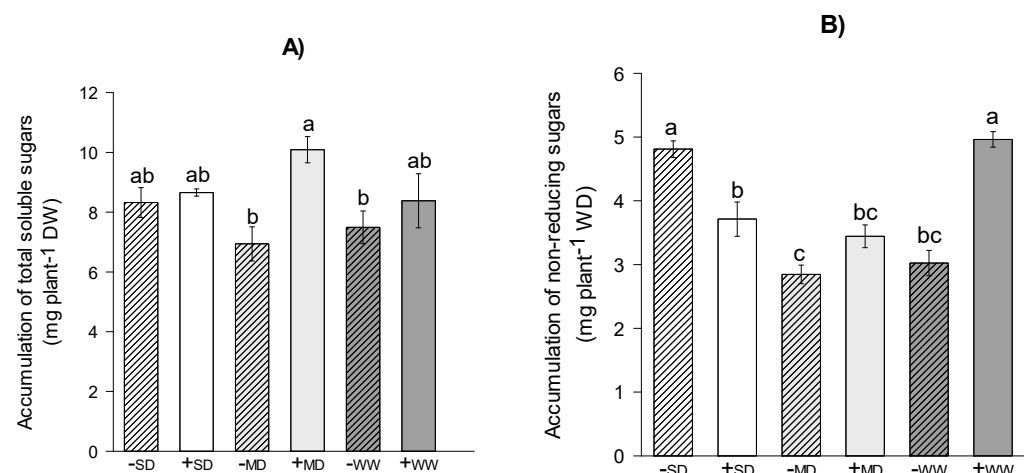 A)
Accumulation of total soluble sugars
(mg plant-1 DW)
12
10
8
6
4
2
0
ab
ab
b
a
b
ab
-SD
+SD
-MD
+MD
-WW
+WW
B)
Accumulation of non-reducing sugars
(mg plant-1 WD)
6
5
4
3
2
1
0
a
b
c
bc
bc
a
-SD
+SD
-MD
+MD
-WW
+WW